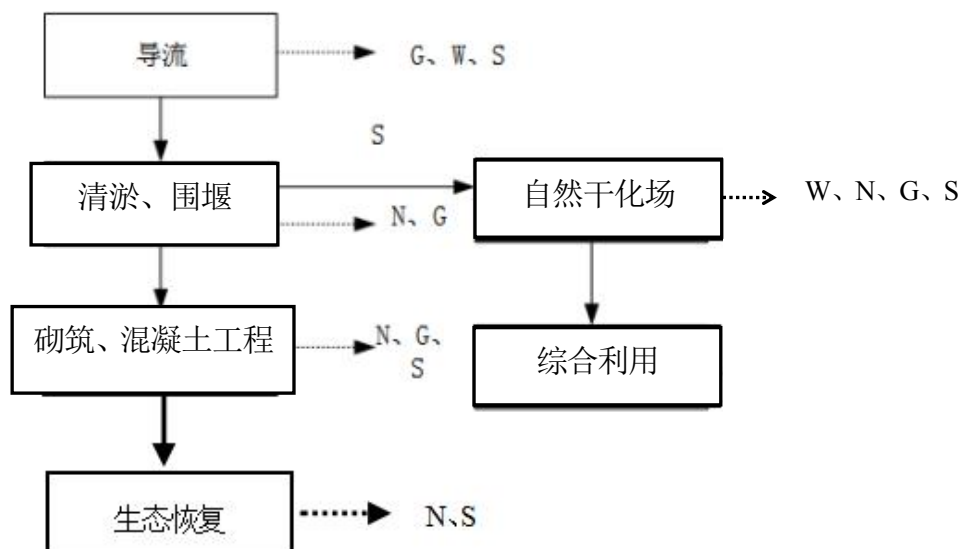 导流
G、W、S
S
清淤、围堰
自然干化场
W、N、G、S
N、G
砌筑、混凝土工程
N、G、
S
综合利用
生态恢复
N、S